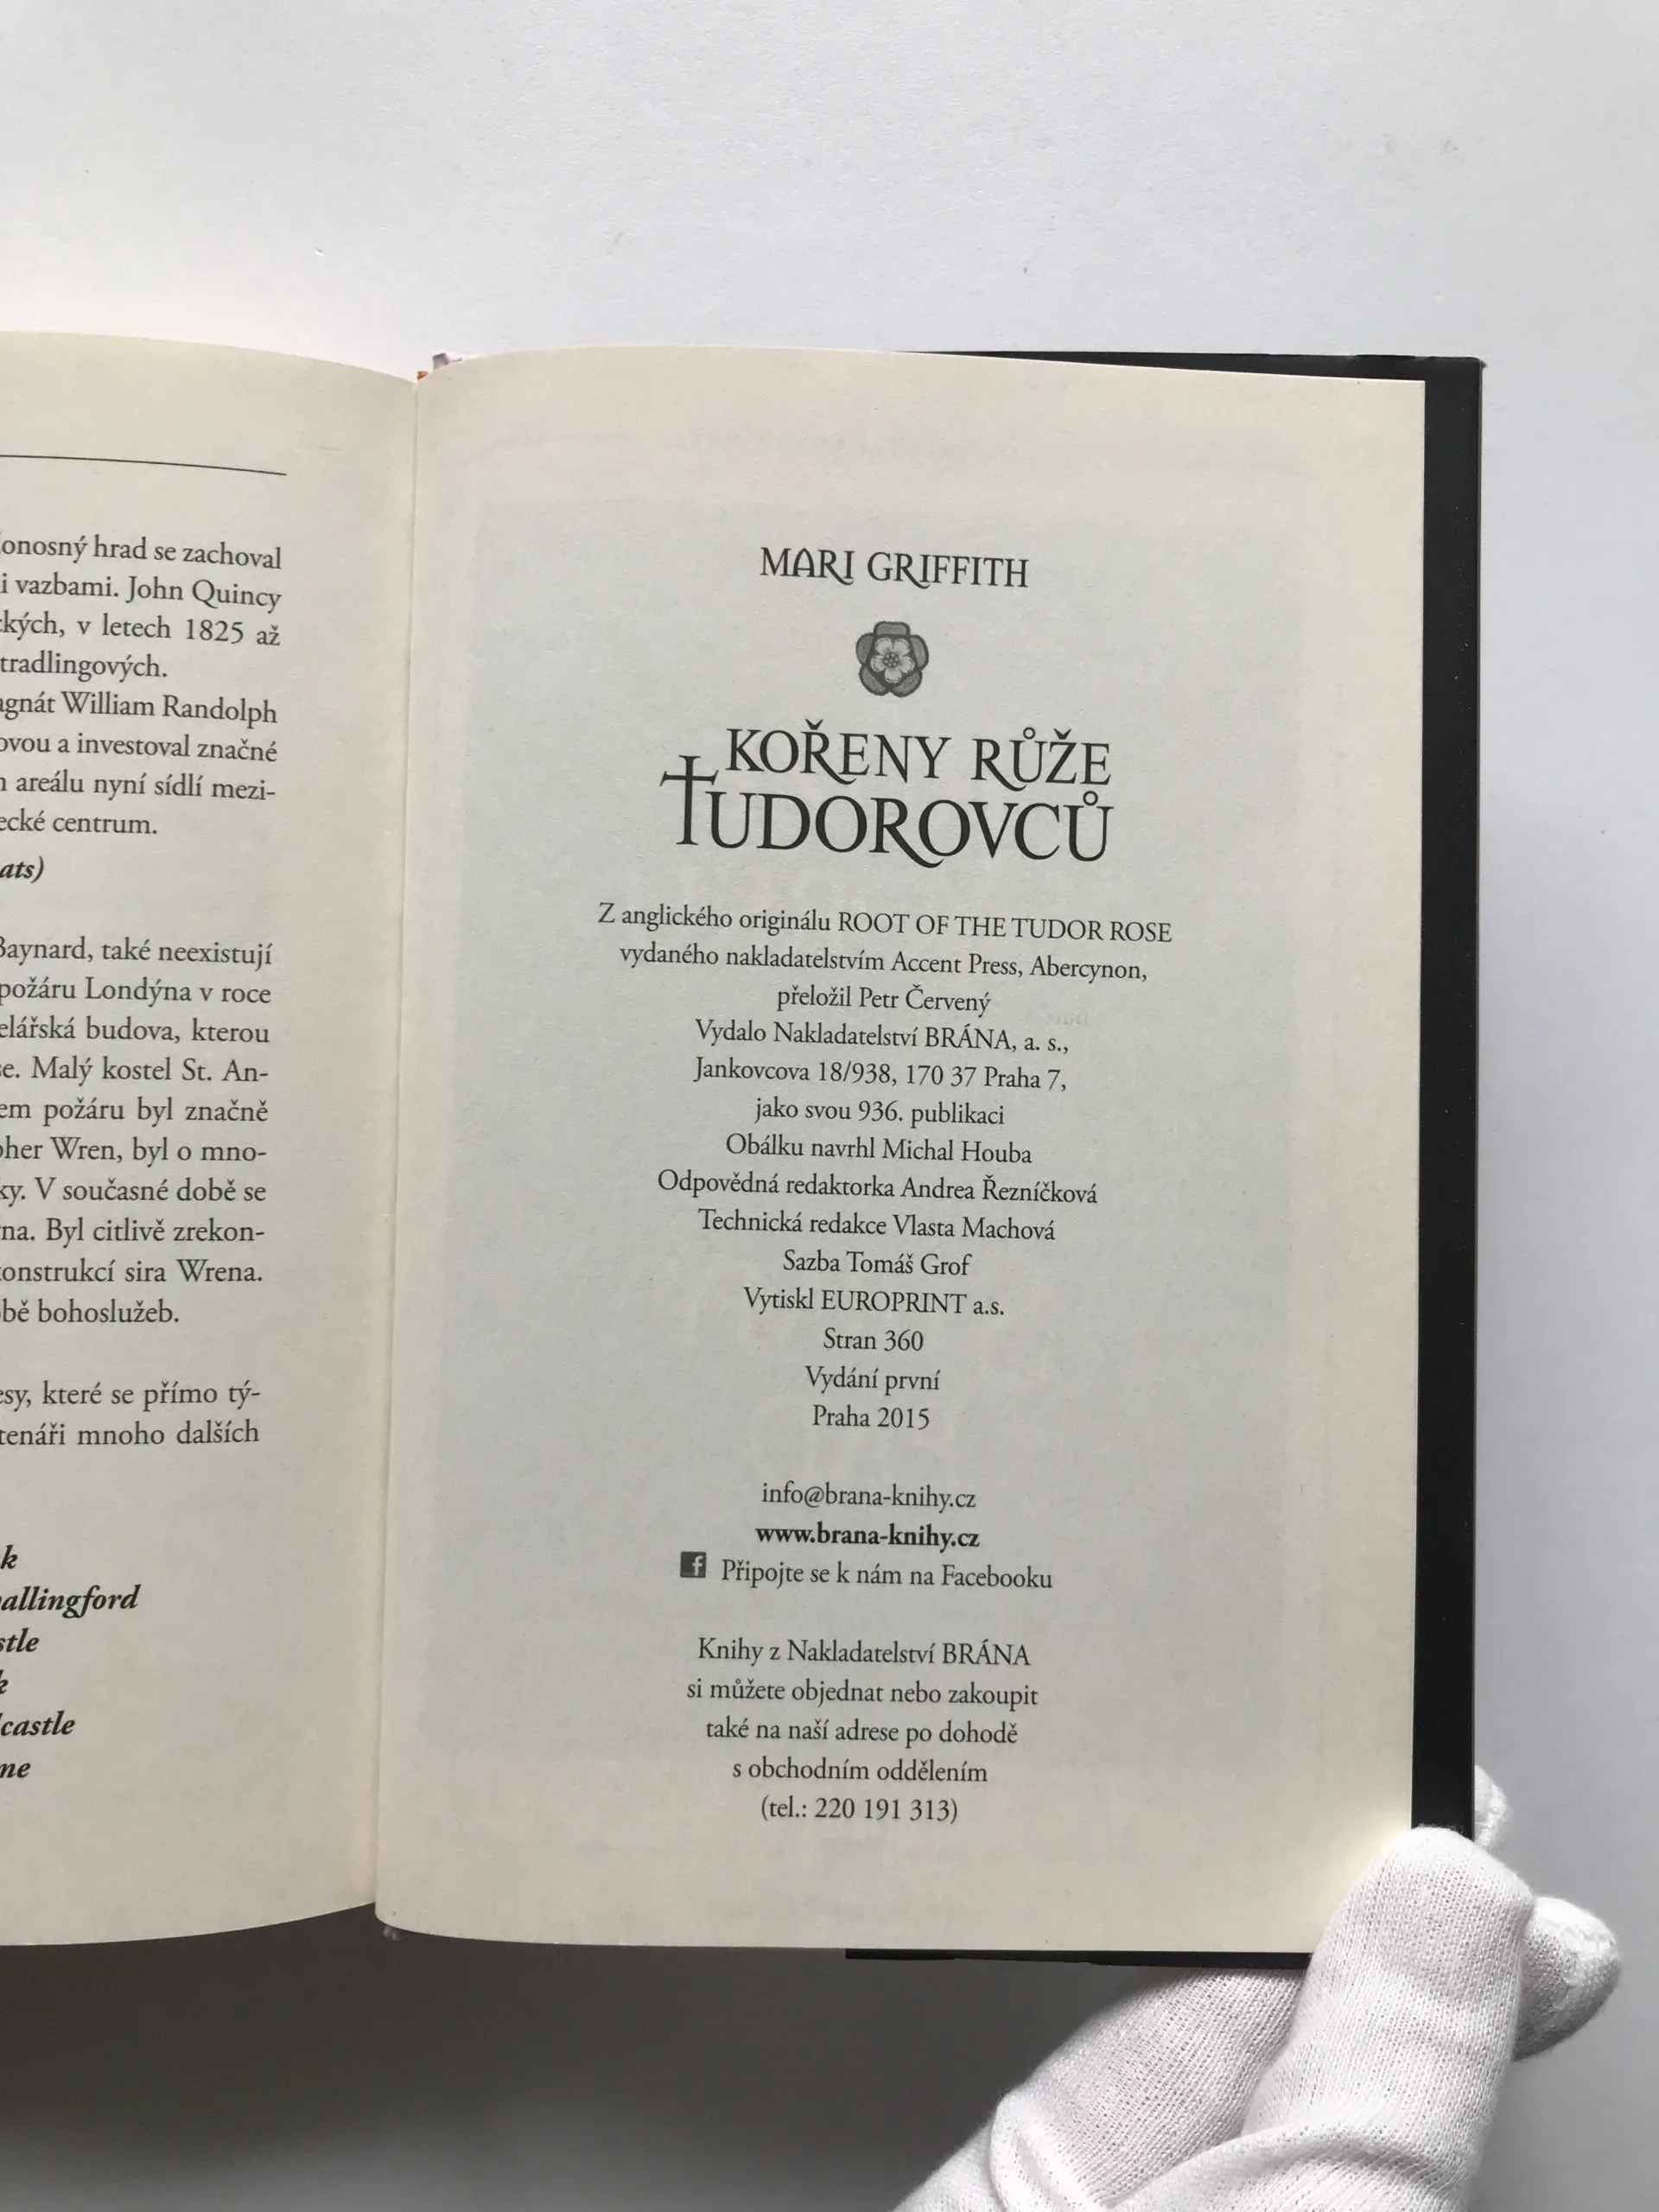 onosný hrad se zachoval
i vazbami. John Quincy
ckých, v letech 1825 až
tradlingových.
agnát William Randolph
ovou a investoval značné
areálu nyní sídlí mezi-
ecké centrum.
ats)
Baynard, také neexistují
požáru Londýna v roce
elářská budova, kterou
se. Malý kostel St. An-
em požáru byl značně
pher Wren, byl o mno-
ky. V současné době se
na. Byl citlivě zrekon-
konstrukcí sira Wrena.
bě bohoslužeb.
esy, které se přímo tý-
tenáři mnoho dalších
k
allingford
stle
k
castle
ne
MARI GRIFFITH
KOŘENY RŮŽE
TUDOROVCŮ
Z anglického originálu ROOT OF THE TUDOR ROSE
vydaného nakladatelstvím Accent Press, Abercynon,
přeložil Petr Červený
Vydalo Nakladatelství BRÁNA, a. s.,
Jankovcova 18/938, 170 37 Praha 7,
jako svou 936. publikaci
Obálku navrhl Michal Houba
Odpovědná redaktorka Andrea Řezníčková
Technická redakce Vlasta Machová
Sazba Tomáš Grof
Vytiskl EUROPRINT a.s.
Stran 360
Vydání první
Praha 2015
info@brana-knihy.cz
www.brana-knihy.cz
f Připojte se k nám na Facebooku
Knihy z Nakladatelství BRÁNA
si můžete objednat nebo zakoupit
také na naší adrese po dohodě
s obchodním oddělením
(tel.: 220 191 313)